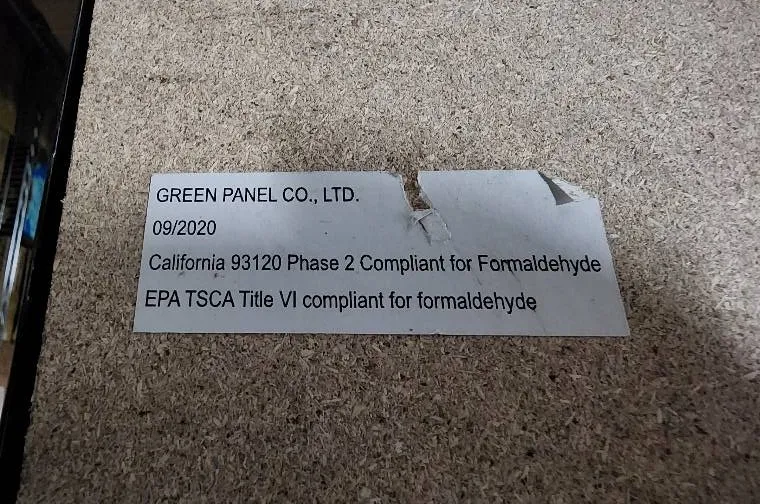 GREEN PANEL CO., LTD.
09/2020
California 93120 Phase 2 Compliant for Formaldehyde
EPA TSCA Title VI compliant for formaldehyde